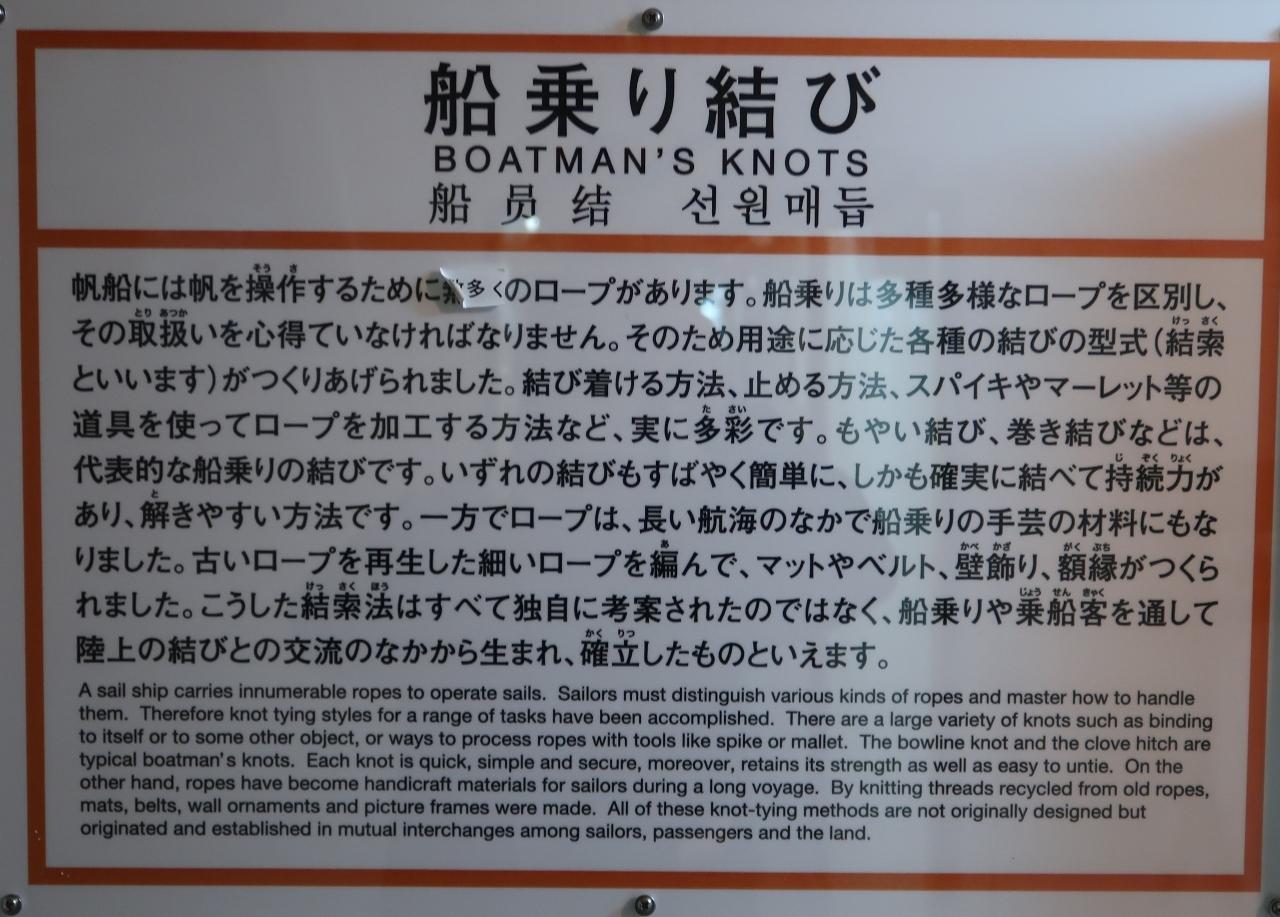 船乗り結び
BOATMAN'S KNOTS
船员结　선원매듭
帆船には帆を操作するために多くのロープがあります。船乗りは多種多様なロープを区別し、
その取扱いを心得ていなければなりません。そのため用途に応じた各種の結びの型式（結索
といいます）がつくりあげられました。結び着ける方法、止める方法、スパイキやマーレット等の
道具を使ってロープを加工する方法など、実に多彩です。もやい結び、巻き結びなどは、
代表的な船乗りの結びです。いずれの結びもすばやく簡単に、しかも確実に結べて持続力が
あり、解きやすい方法です。一方でロープは、長い航海のなかで船乗りの手芸の材料にもな
りました。古いロープを再生した細いロープを編んで、マットやベルト、壁飾り、額縁がつくら
れました。こうした結索法はすべて独自に考案されたのではなく、船乗りや乗船客を通して
陸上の結びとの交流のなかから生まれ、確立したものといえます。
A sail ship carries innumerable ropes to operate sails.  Sailors must distinguish various kinds of ropes and master how to handle
them.  Therefore knot tying styles for a range of tasks have been accomplished.  There are a large variety of knots such as binding
to itself or to some other object, or ways to process ropes with tools like spike or mallet.  The bowline knot and the clove hitch are
typical boatman's knots.  Each knot is quick, simple and secure, moreover, retains its strength as well as easy to untie.  On the
other hand, ropes have become handicraft materials for sailors during a long voyage.  By knitting threads recycled from old ropes,
mats, belts, wall ornaments and picture frames were made.  All of these knot-tying methods are not originally designed but
originated and established in mutual interchanges among sailors, passengers and the land.